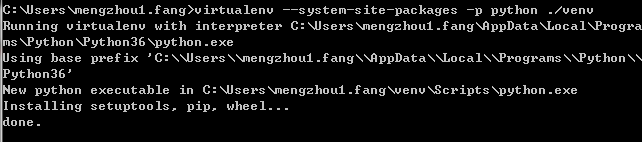 C:\Users\mengzhou1.fang>virtualenv --system-site-packages -p python ./venv
Running virtualenv with interpreter C:\Users\mengzhou1.fang\AppData\Local\Progra
ms\Python\Python36\python.exe
Using base prefix 'C:\\Users\\mengzhou1.fang\\AppData\\Local\\Programs\\Python\\
Python36'
New python executable in C:\Users\mengzhou1.fang\venv\Scripts\python.exe
Installing setuptools, pip, wheel...
done.